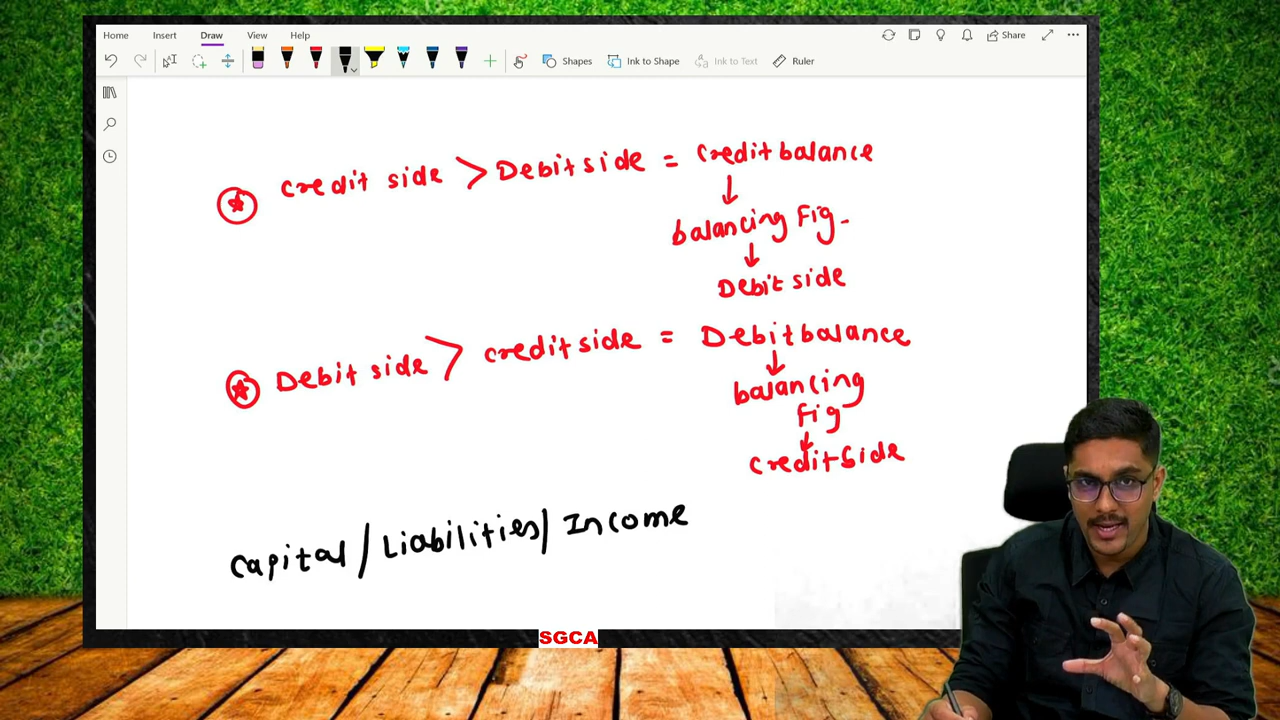 Home Insert Draw View Help
Share
Shapes Ink to Shape Ink to Text Ruler
Credit side > Debit side = Credit balance
↓
balancing Fig.
↓
Debit side
Debit side > credit side = Debit balance
↓
balancing
Fig
↓
Credit Side
Capital / Liabilities / Income
SGCA